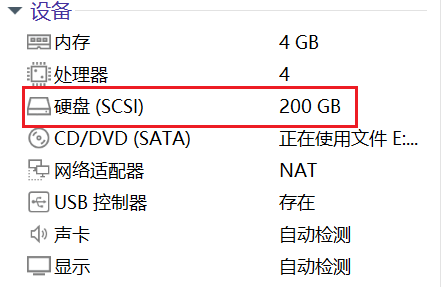 设备
内存 4 GB
处理器 4
硬盘 (SCSI) 200 GB
CD/DVD (SATA) 正在使用文件 E:...
网络适配器 NAT
USB 控制器 存在
声卡 自动检测
显示 自动检测